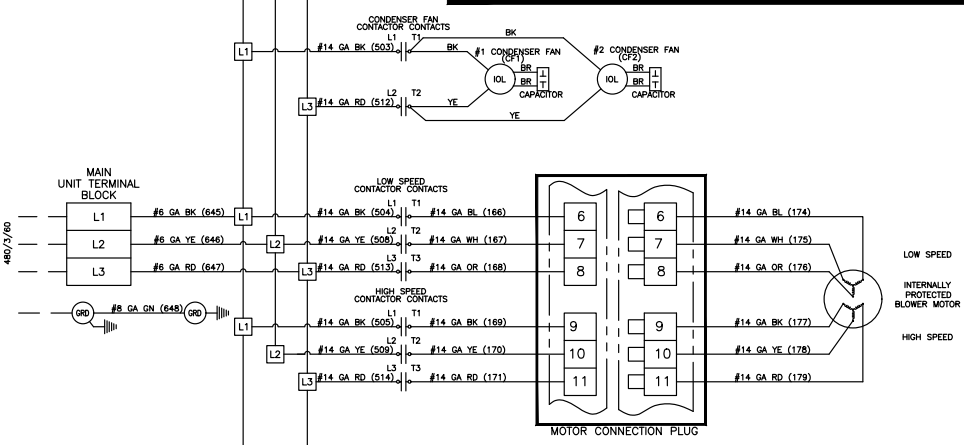 CONDENSER FAN
CONTACTOR CONTACTS
L1 #14 GA BK (503) L1 T1 BK BK
#1 CONDENSER FAN
(CF1)
#2 CONDENSER FAN
(CF2)
IOL BR BR CAPACITOR
IOL BR BR CAPACITOR
L3 #14 GA RD (512) L2 T2 YE YE
480/3/60
MAIN
UNIT TERMINAL
BLOCK
LOW SPEED
CONTACTOR CONTACTS
L1 #6 GA BK (645) L1 #14 GA BK (504) L1 T1 #14 GA BL (166) 6 6 #14 GA BL (174)
L2 #6 GA YE (646) L2 #14 GA YE (508) L2 T2 #14 GA WH (167) 7 7 #14 GA WH (175)
L3 #6 GA RD (647) L3 #14 GA RD (513) L3 T3 #14 GA OR (168) 8 8 #14 GA OR (176)
LOW SPEED
INTERNALLY
PROTECTED
BLOWER MOTOR
HIGH SPEED
GRD #8 GA GN (648) GRD
HIGH SPEED
CONTACTOR CONTACTS
L1 #14 GA BK (505) L1 T1 #14 GA BK (169) 9 9 #14 GA BK (177)
L2 #14 GA YE (509) L2 T2 #14 GA YE (170) 10 10 #14 GA YE (178)
L3 #14 GA RD (514) L3 T3 #14 GA RD (171) 11 11 #14 GA RD (179)
MOTOR CONNECTION PLUG